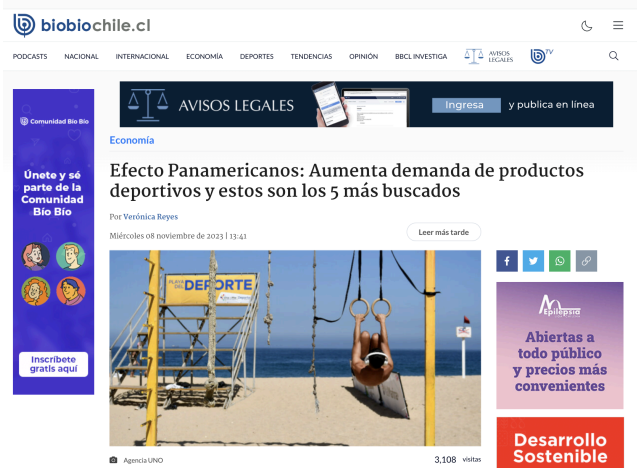 biobiochile.cl
PODCASTS NACIONAL INTERNACIONAL ECONOMÍA DEPORTES TENDENCIAS OPINIÓN BBCL INVESTIGA AVISOS LEGALES TV
Comunidad Bío Bío
Únete y sé
parte de la
Comunidad
Bío Bío
Inscríbete
gratis aquí
AVISOS LEGALES Ingresa y publica en línea
Economía
Efecto Panamericanos: Aumenta demanda de productos
deportivos y estos son los 5 más buscados
Por Verónica Reyes
Miércoles 08 noviembre de 2023 | 13:41
Leer más tarde
PLAYA DEL DEPORTE
Agencia UNO
3,108 visitas
Epilepsia
Abiertas a
todo público
y precios más
convenientes
Desarrollo
Sostenible